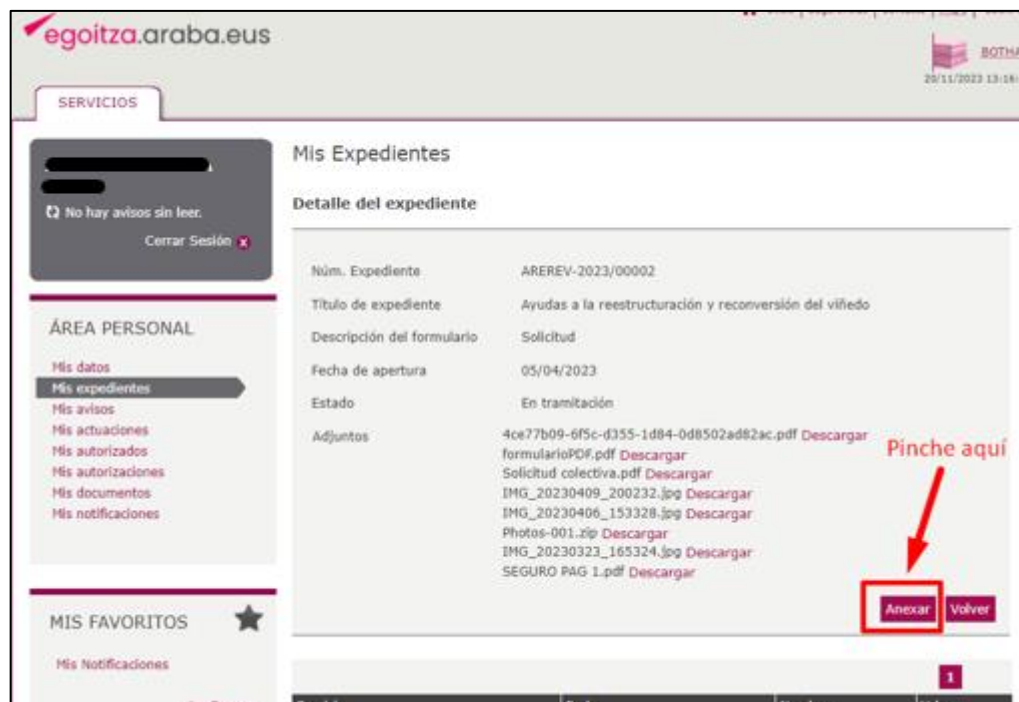 egoitza.araba.eus
BOTHA
20/11/2023 13:16:
SERVICIOS
No hay avisos sin leer.
Cerrar Sesión
Mis Expedientes
Detalle del expediente
Núm. Expediente AREREV-2023/00002
Título de expediente Ayudas a la reestructuración y reconversión del viñedo
Descripción del formulario Solicitud
Fecha de apertura 05/04/2023
Estado En tramitación
Adjuntos 4ce77b09-6f5c-d355-1d84-0d8502ad82ac.pdf Descargar
formularioPDF.pdf Descargar
Solicitud colectiva.pdf Descargar
IMG_20230409_200232.jpg Descargar
IMG_20230406_153328.jpg Descargar
Photos-001.zip Descargar
IMG_20230323_165324.jpg Descargar
SEGURO PAG 1.pdf Descargar
Pinche aquí
Anexar Volver
ÁREA PERSONAL
Mis datos
Mis expedientes
Mis avisos
Mis actuaciones
Mis autorizados
Mis autorizaciones
Mis documentos
Mis notificaciones
MIS FAVORITOS
Mis Notificaciones
1